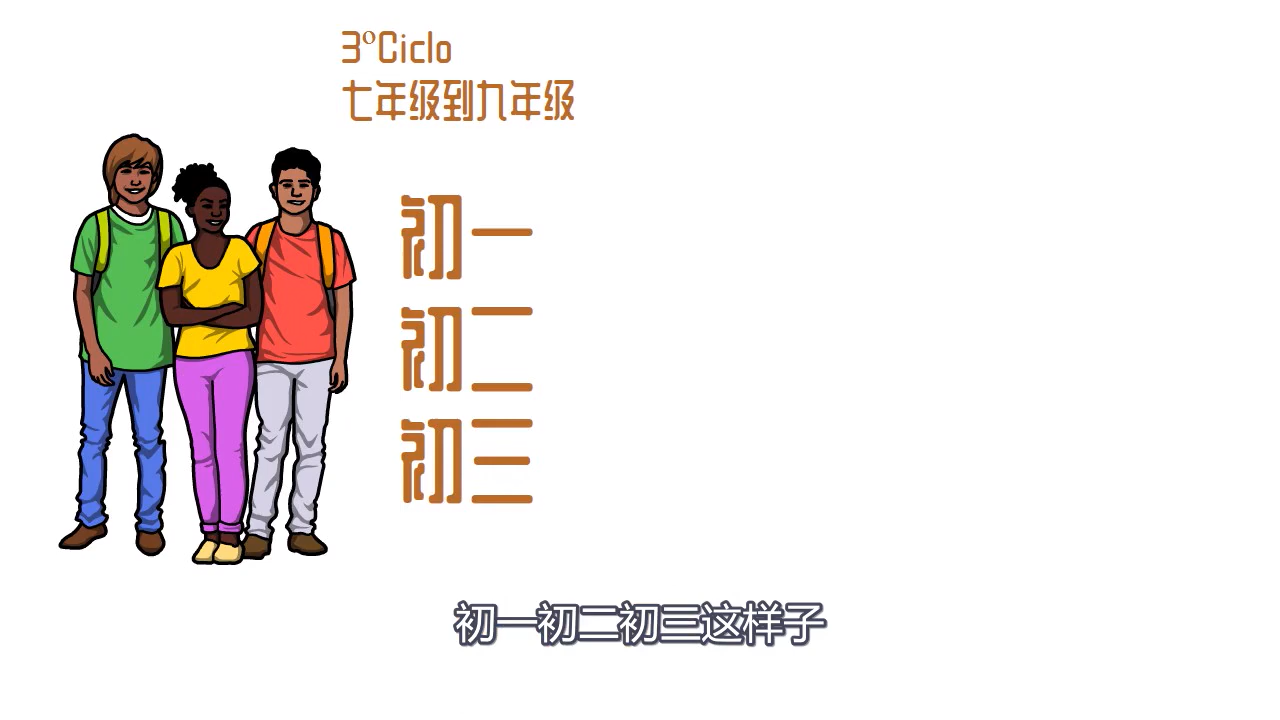 3ºCiclo
七年级到九年级
初一
初二
初三
初一初二初三这样子